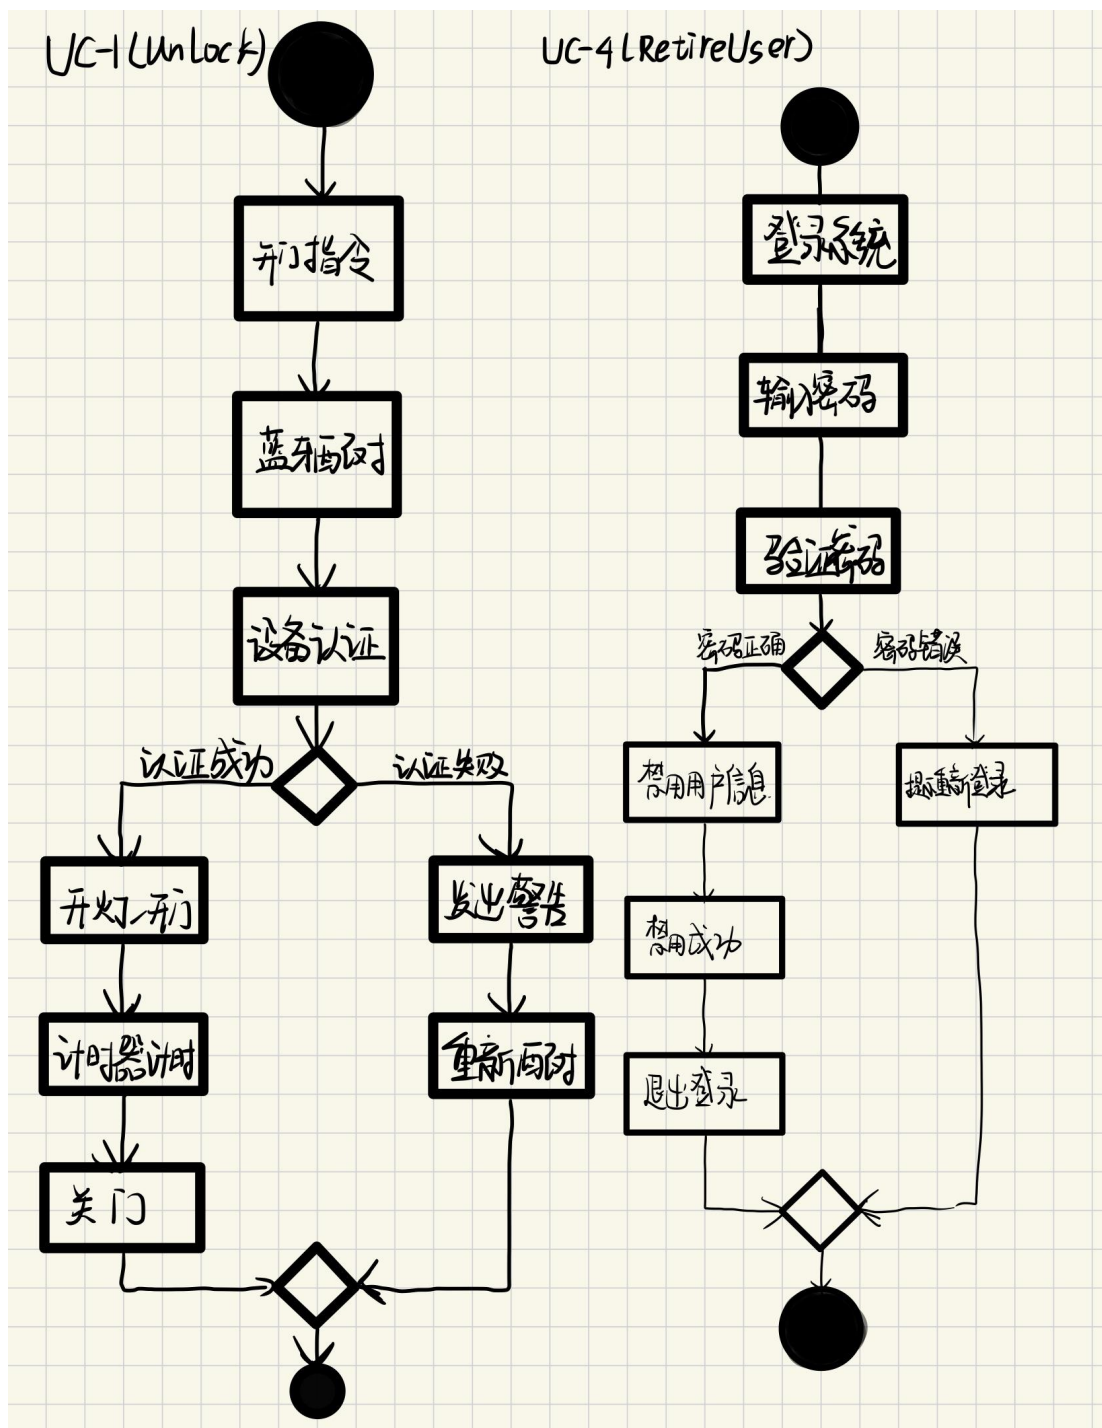 UC-1(UnLock)
开门指令
蓝牙配对
设备认证
认证成功
认证失败
开灯、开门
发出警告
计时器计时
重新配对
关门
UC-4(RetireUser)
登录系统
输入密码
验证密码
密码正确
密码错误
禁用用户信息
重新登录
禁用成功
退出登录